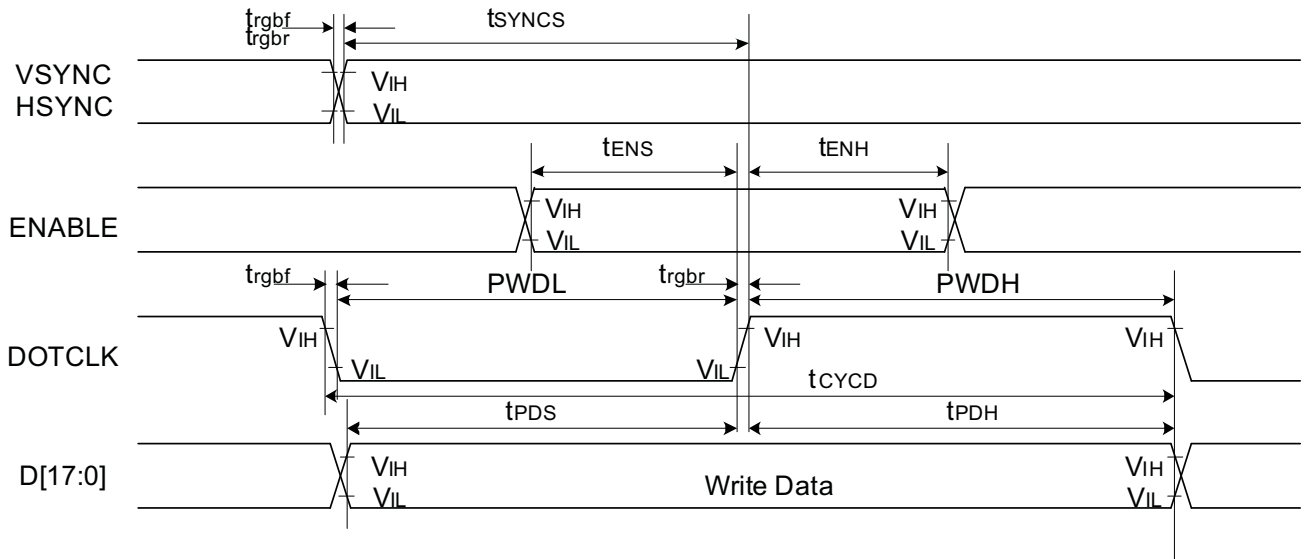 trgbf
trgbr
tSYNCS
VSYNC
HSYNC
VIH
VIL
tENS
tENH
ENABLE
VIH
VIL
VIH
VIL
trgbf
PWDL
trgbr
PWDH
DOTCLK
VIH
VIL
VIL
VIH
VIH
tCYCD
tPDS
tPDH
D[17:0]
VIH
VIL
Write Data
VIH
VIL